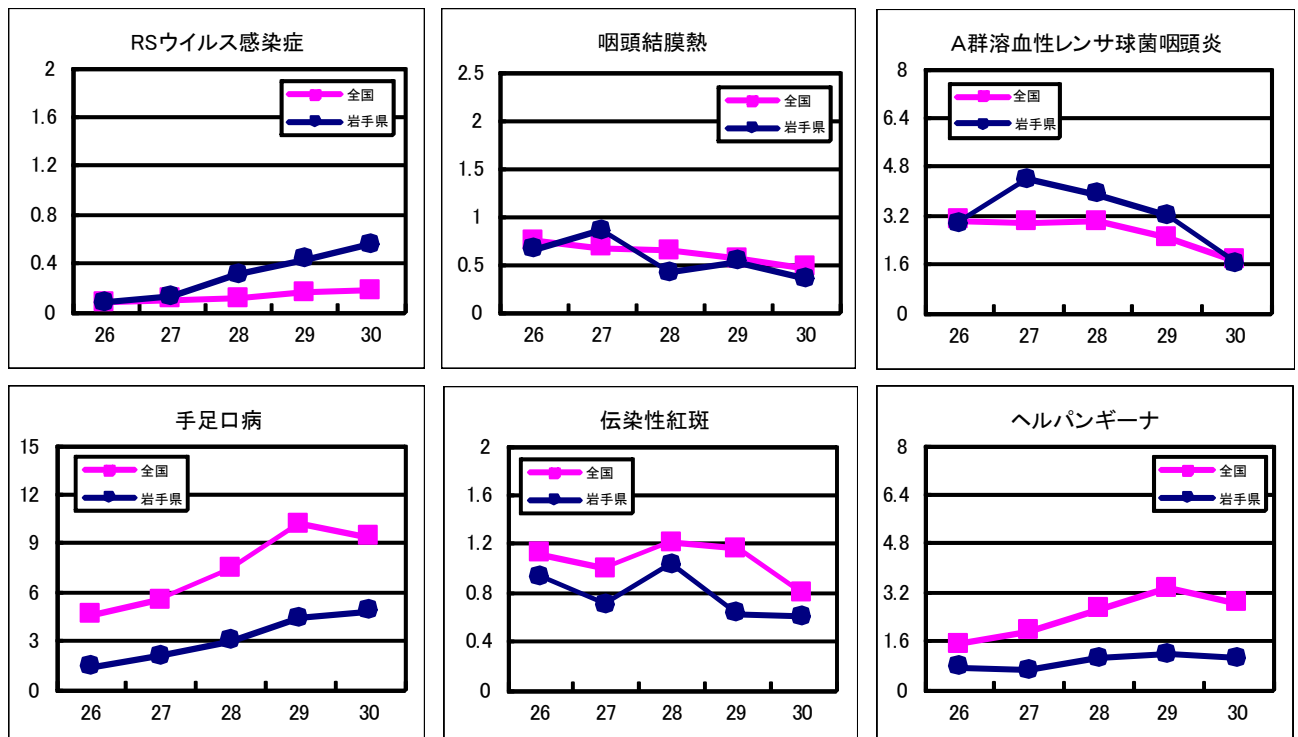 RSウイルス感染症
2
1.6
1.2
0.8
0.4
0
全国
岩手県
26 27 28 29 30
咽頭結膜熱
2.5
2
1.5
1
0.5
0
全国
岩手県
26 27 28 29 30
A群溶血性レンサ球菌咽頭炎
8
6.4
4.8
3.2
1.6
0
全国
岩手県
26 27 28 29 30
手足口病
15
12
9
6
3
0
全国
岩手県
26 27 28 29 30
伝染性紅斑
2
1.6
1.2
0.8
0.4
0
全国
岩手県
26 27 28 29 30
ヘルパンギーナ
8
6.4
4.8
3.2
1.6
0
全国
岩手県
26 27 28 29 30